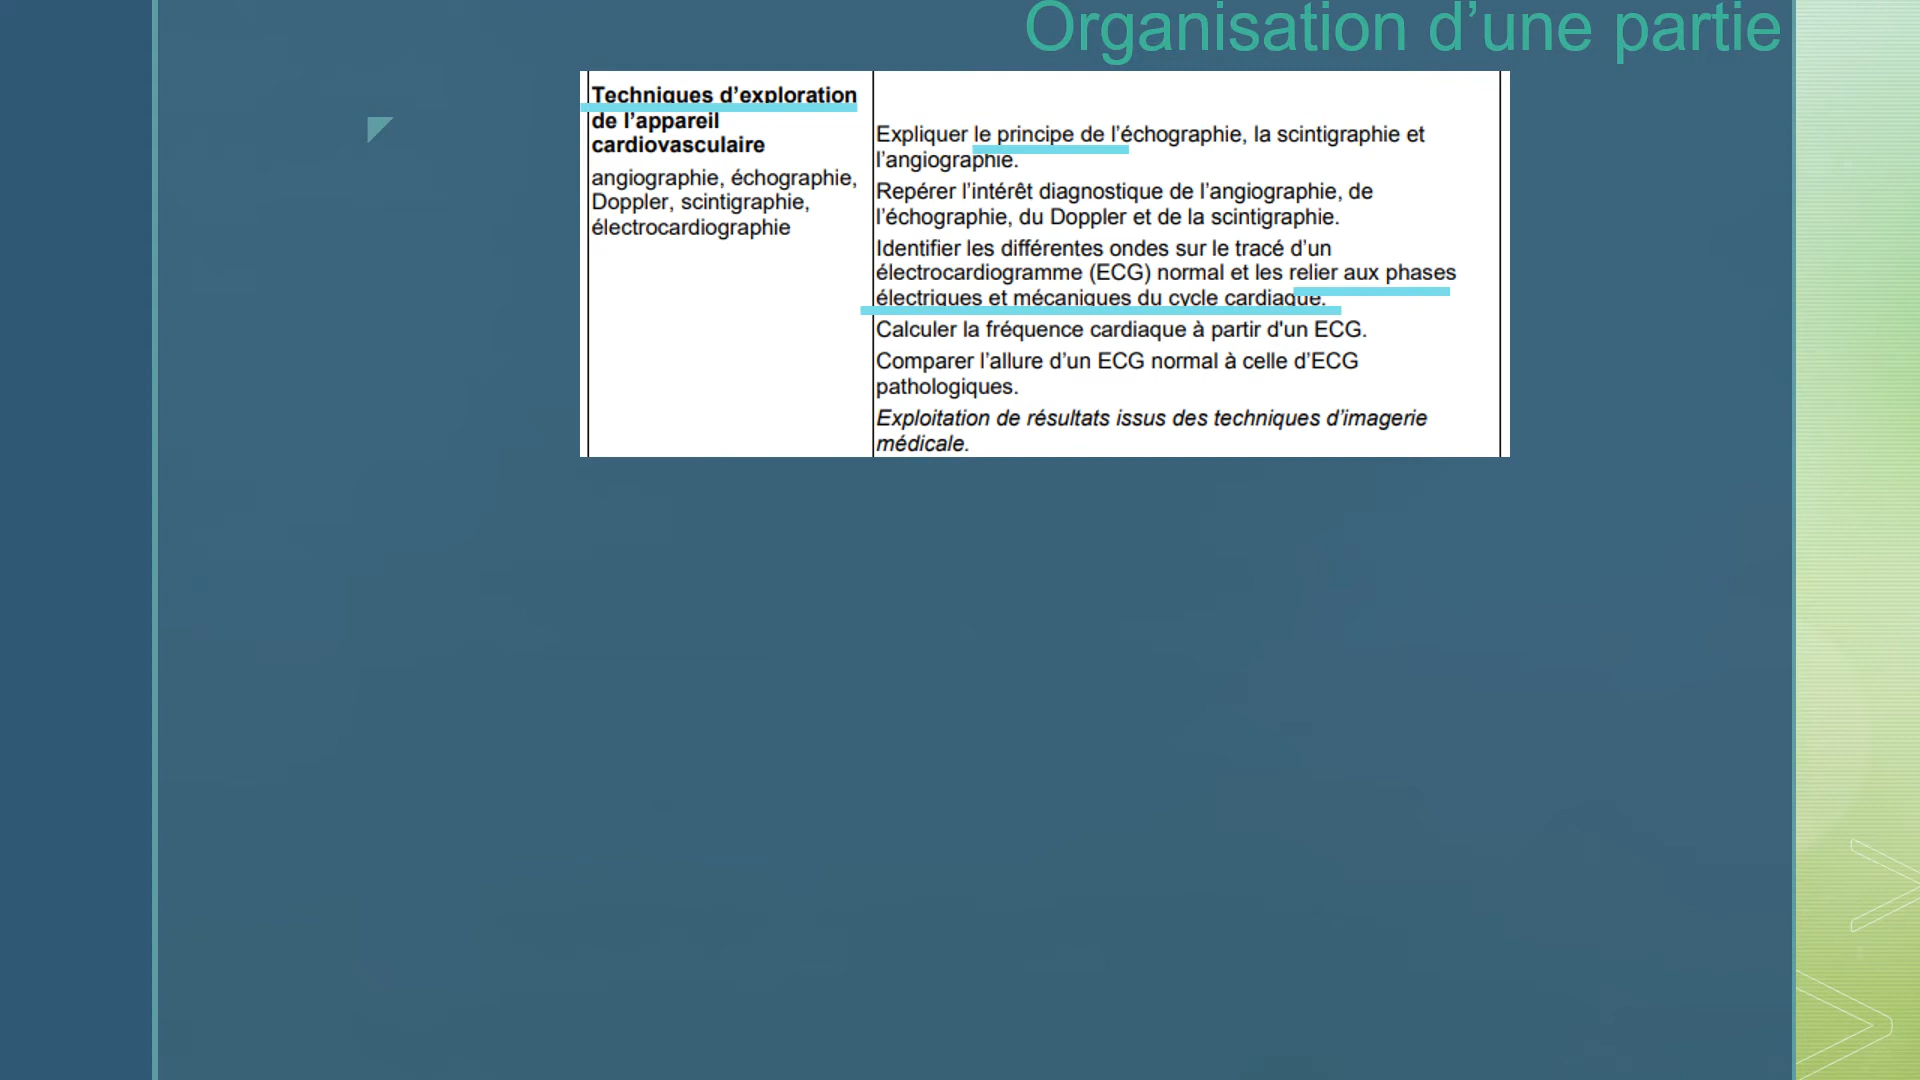 Organisation d’une partie
Techniques d’exploration
de l’appareil
cardiovasculaire
angiographie, échographie,
Doppler, scintigraphie,
électrocardiographie
Expliquer le principe de l’échographie, la scintigraphie et
l’angiographie.
Repérer l’intérêt diagnostique de l’angiographie, de
l’échographie, du Doppler et de la scintigraphie.
Identifier les différentes ondes sur le tracé d’un
électrocardiogramme (ECG) normal et les relier aux phases
électriques et mécaniques du cycle cardiaque.
Calculer la fréquence cardiaque à partir d'un ECG.
Comparer l’allure d’un ECG normal à celle d’ECG
pathologiques.
Exploitation de résultats issus des techniques d’imagerie
médicale.